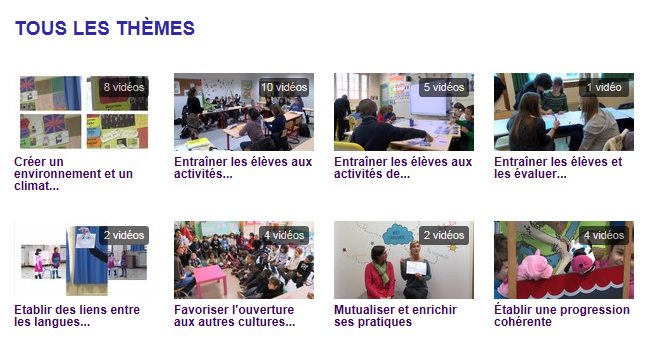 TOUS LES THÈMES
8 vidéos
10 vidéos
5 vidéos
1 vidéo
Créer un
environnement et un
climat...
Entraîner les élèves aux
activités...
Entraîner les élèves aux
activités de...
Entraîner les élèves et
les évaluer...
2 vidéos
4 vidéos
2 vidéos
4 vidéos
Etablir des liens entre
les langues...
Favoriser l'ouverture
aux autres cultures...
Mutualiser et enrichir
ses pratiques
Établir une progression
cohérente